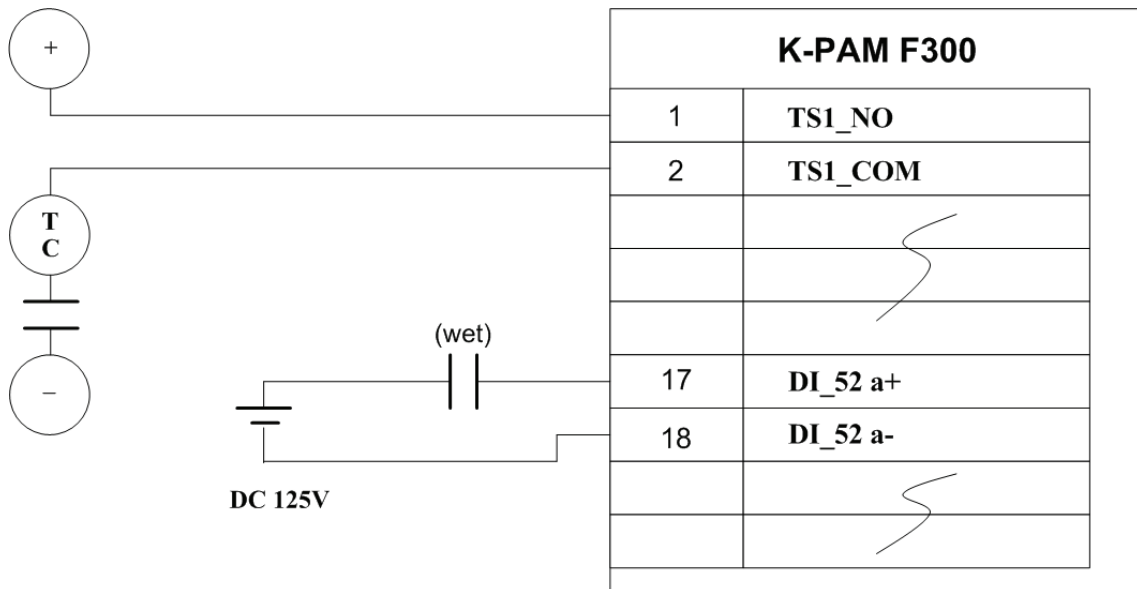 +
K-PAM F300
1 TS1_NO
2 TS1_COM
T
C
(wet)
−
17 DI_52 a+
18 DI_52 a-
DC 125V